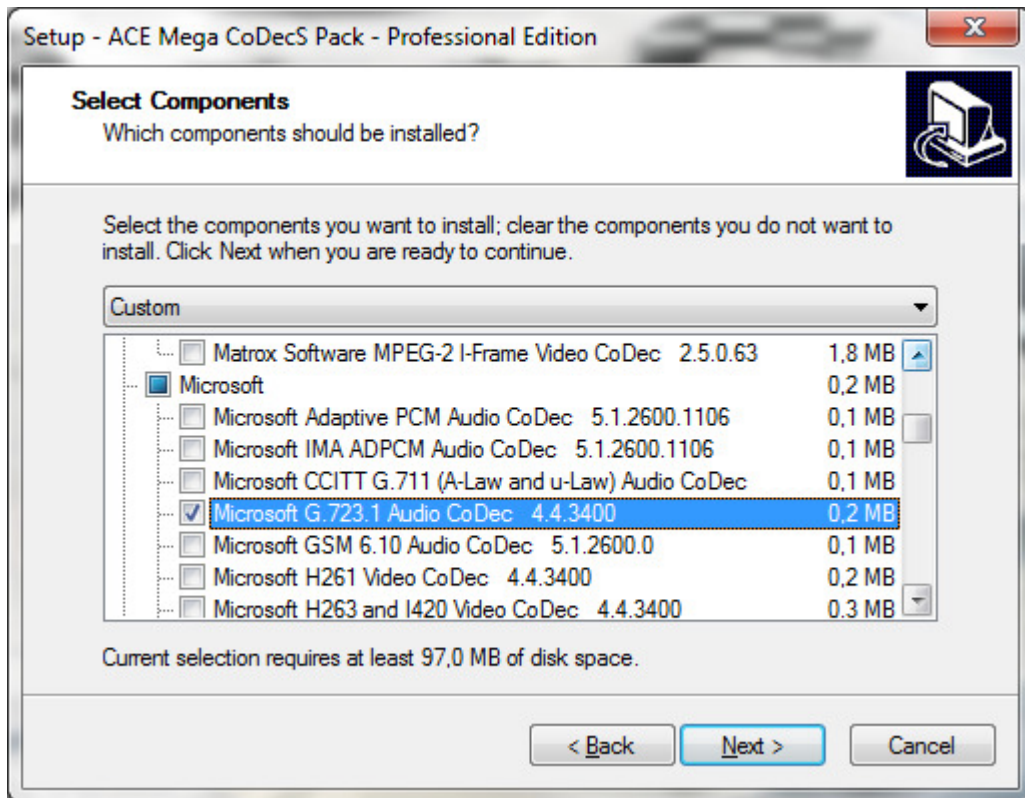 Setup - ACE Mega CoDecS Pack - Professional Edition
Select Components
Which components should be installed?
Select the components you want to install; clear the components you do not want to
install. Click Next when you are ready to continue.
Custom
Matrox Software MPEG-2 I-Frame Video CoDec 2.5.0.63 1,8 MB
Microsoft 0,2 MB
Microsoft Adaptive PCM Audio CoDec 5.1.2600.1106 0,1 MB
Microsoft IMA ADPCM Audio CoDec 5.1.2600.1106 0,1 MB
Microsoft CCITT G.711 (A-Law and u-Law) Audio CoDec 0,1 MB
Microsoft G.723.1 Audio CoDec 4.4.3400 0,2 MB
Microsoft GSM 6.10 Audio CoDec 5.1.2600.0 0,1 MB
Microsoft H261 Video CoDec 4.4.3400 0,2 MB
Microsoft H263 and I420 Video CoDec 4.4.3400 0,3 MB
Current selection requires at least 97,0 MB of disk space.
< Back Next > Cancel